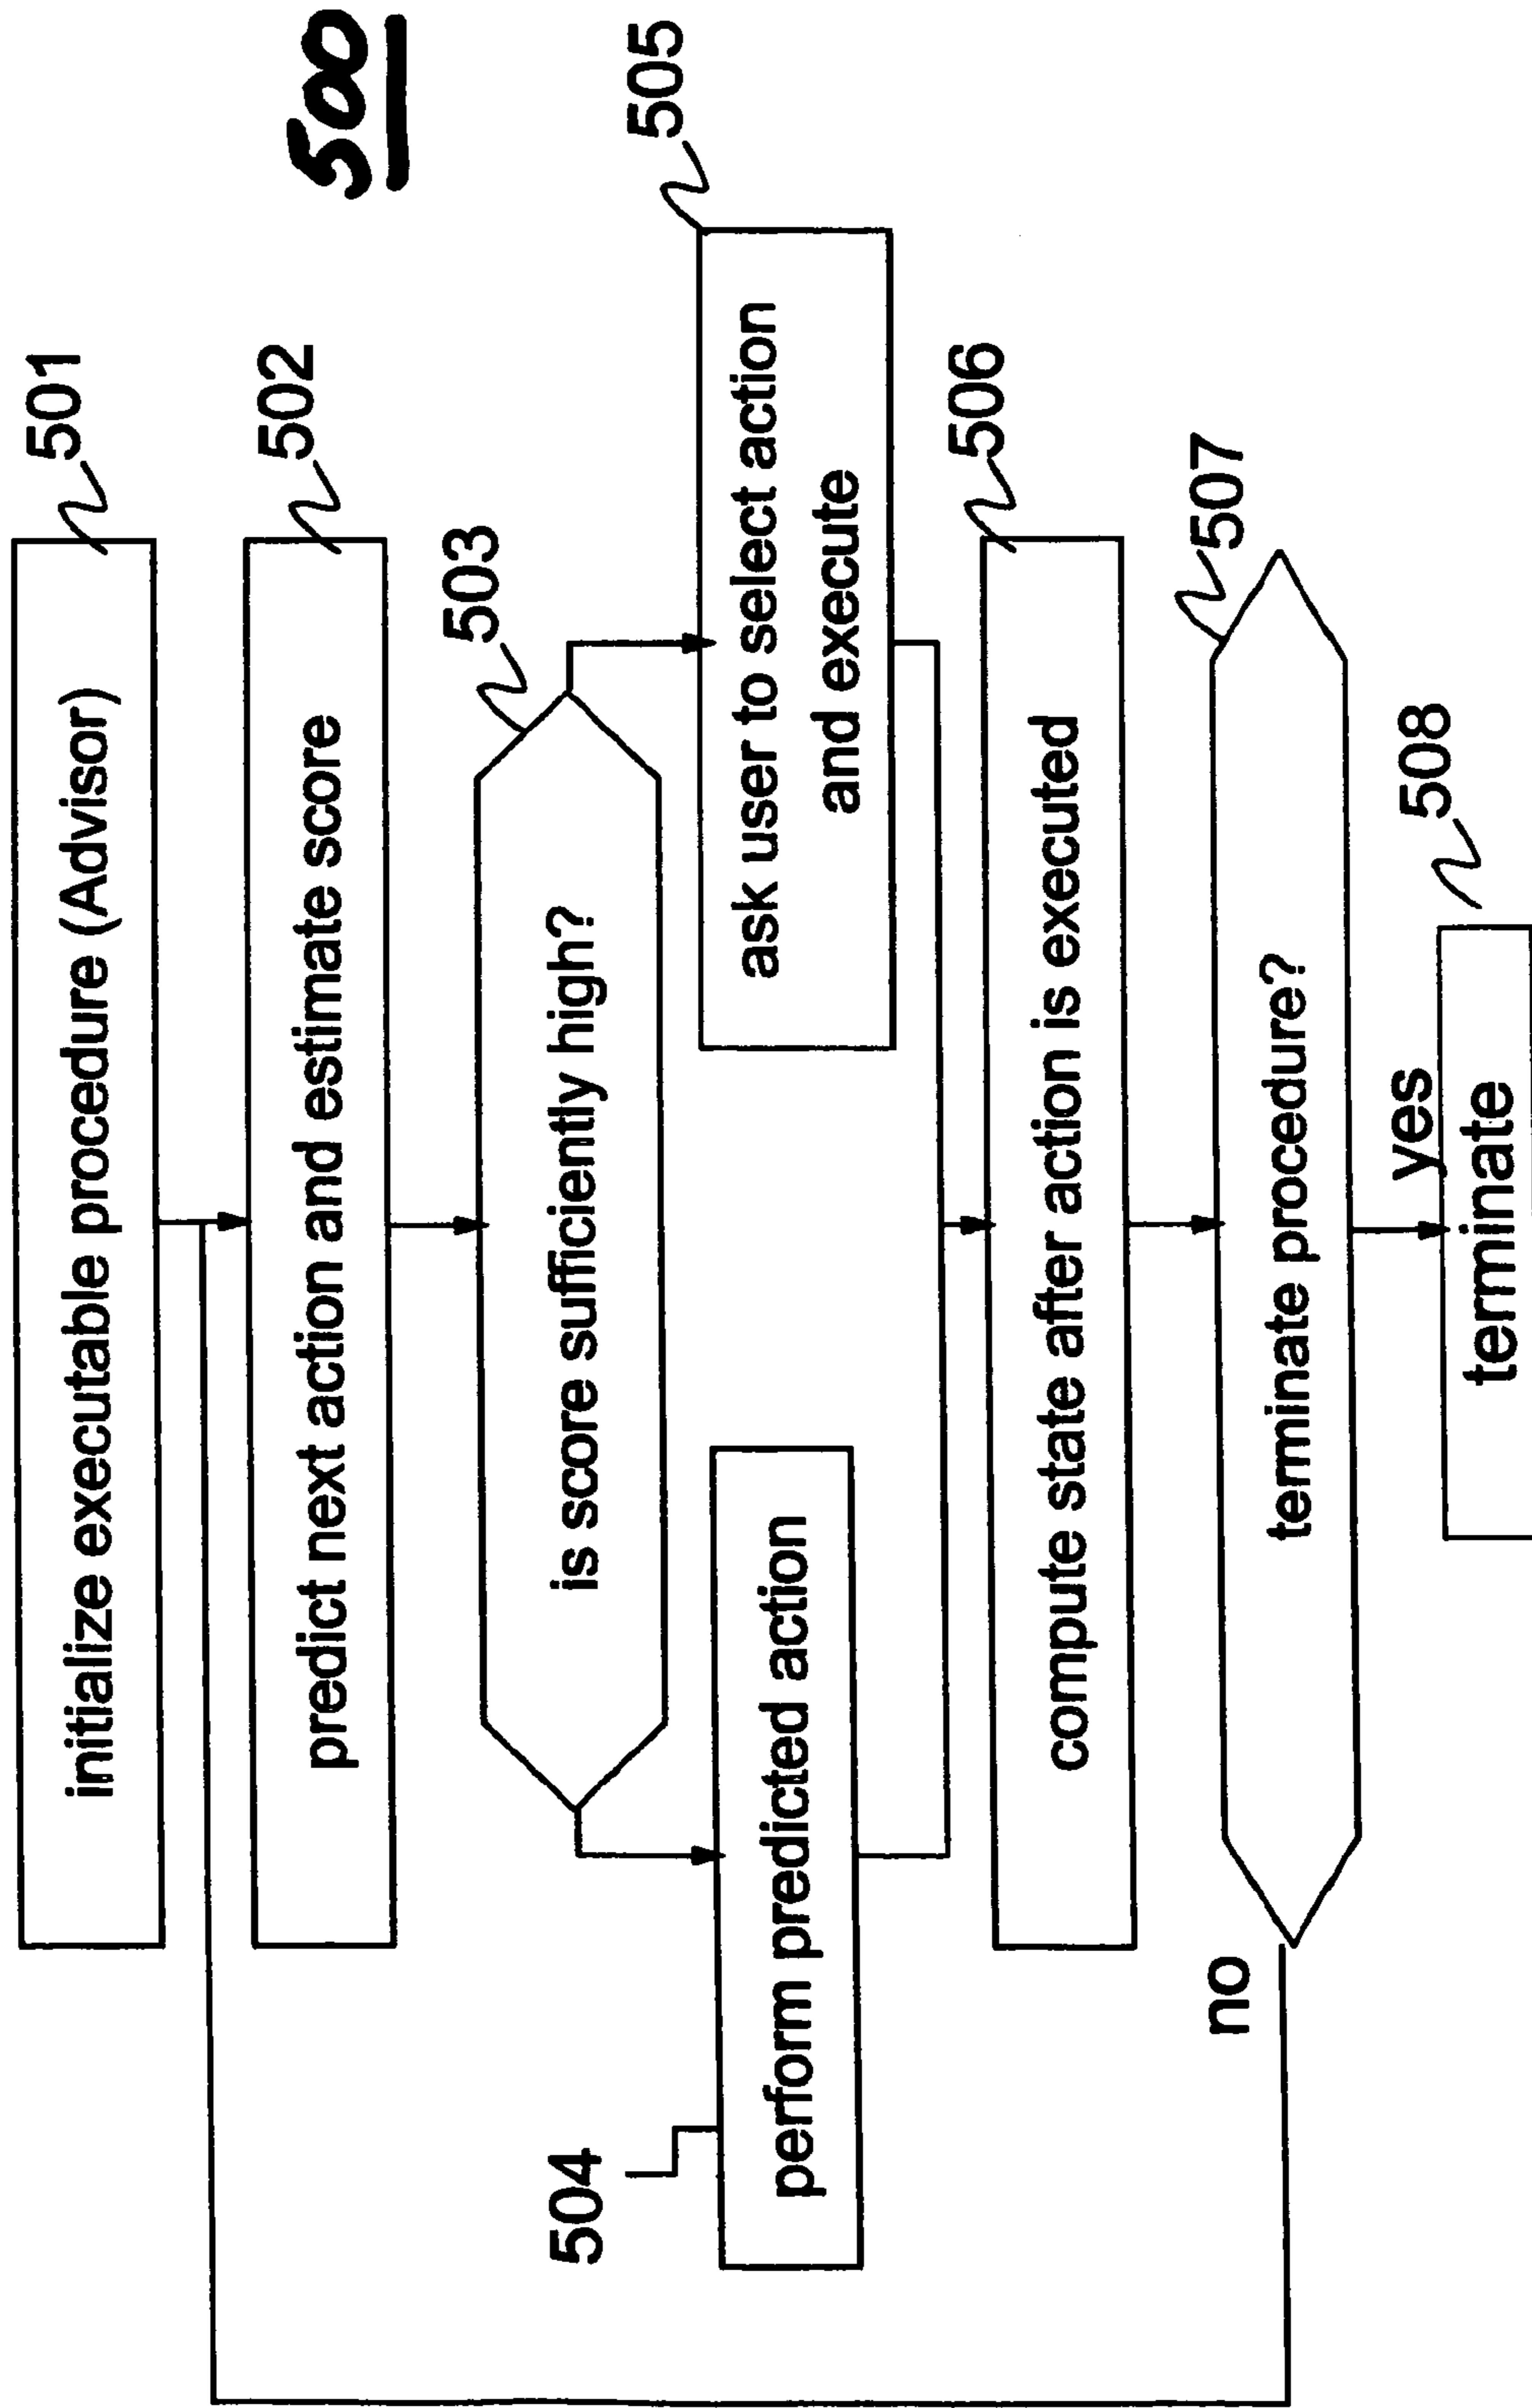 500
initialize executable procedure (Advisor)
501
predict next action and estimate score
502
503
is score sufficiently high?
504
perform predicted action
505
ask user to select action
and execute
506
compute state after action is executed
507
terminate procedure?
no
yes
508
terminate